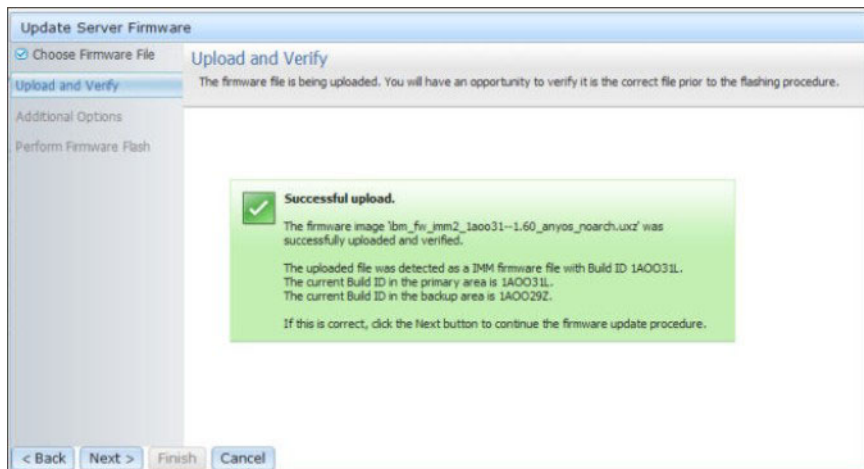 Update Server Firmware
Choose Firmware File
Upload and Verify
Additional Options
Perform Firmware Flash
Upload and Verify
The firmware file is being uploaded. You will have an opportunity to verify it is the correct file prior to the flashing procedure.
Successful upload.
The firmware image 'ibm_fw_imm2_1aoo31--1.60_anyos_noarch.uxz' was
successfully uploaded and verified.
The uploaded file was detected as a IMM firmware file with Build ID 1AOO31L.
The current Build ID in the primary area is 1AOO31L.
The current Build ID in the backup area is 1AOO29Z.
If this is correct, click the Next button to continue the firmware update procedure.
< Back Next > Finish Cancel